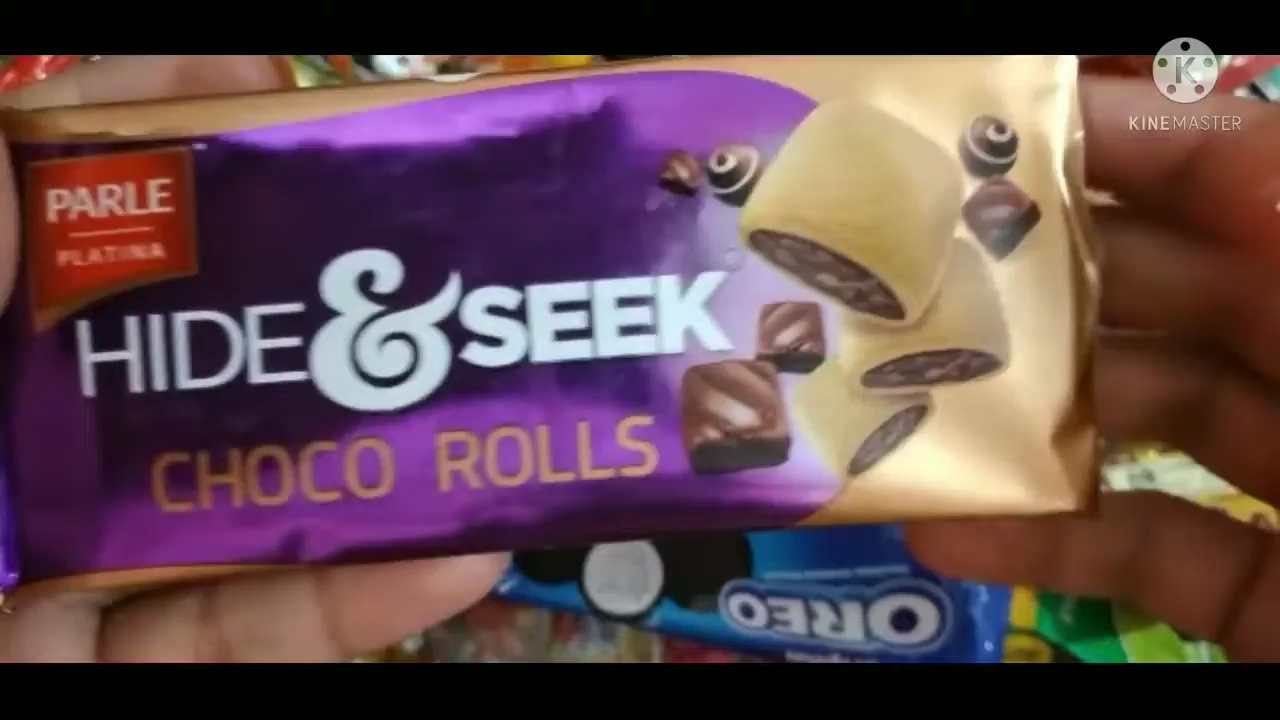 KINEMASTER
PARLE
PLATINA
HIDE & SEEK
CHOCO ROLLS
OREO